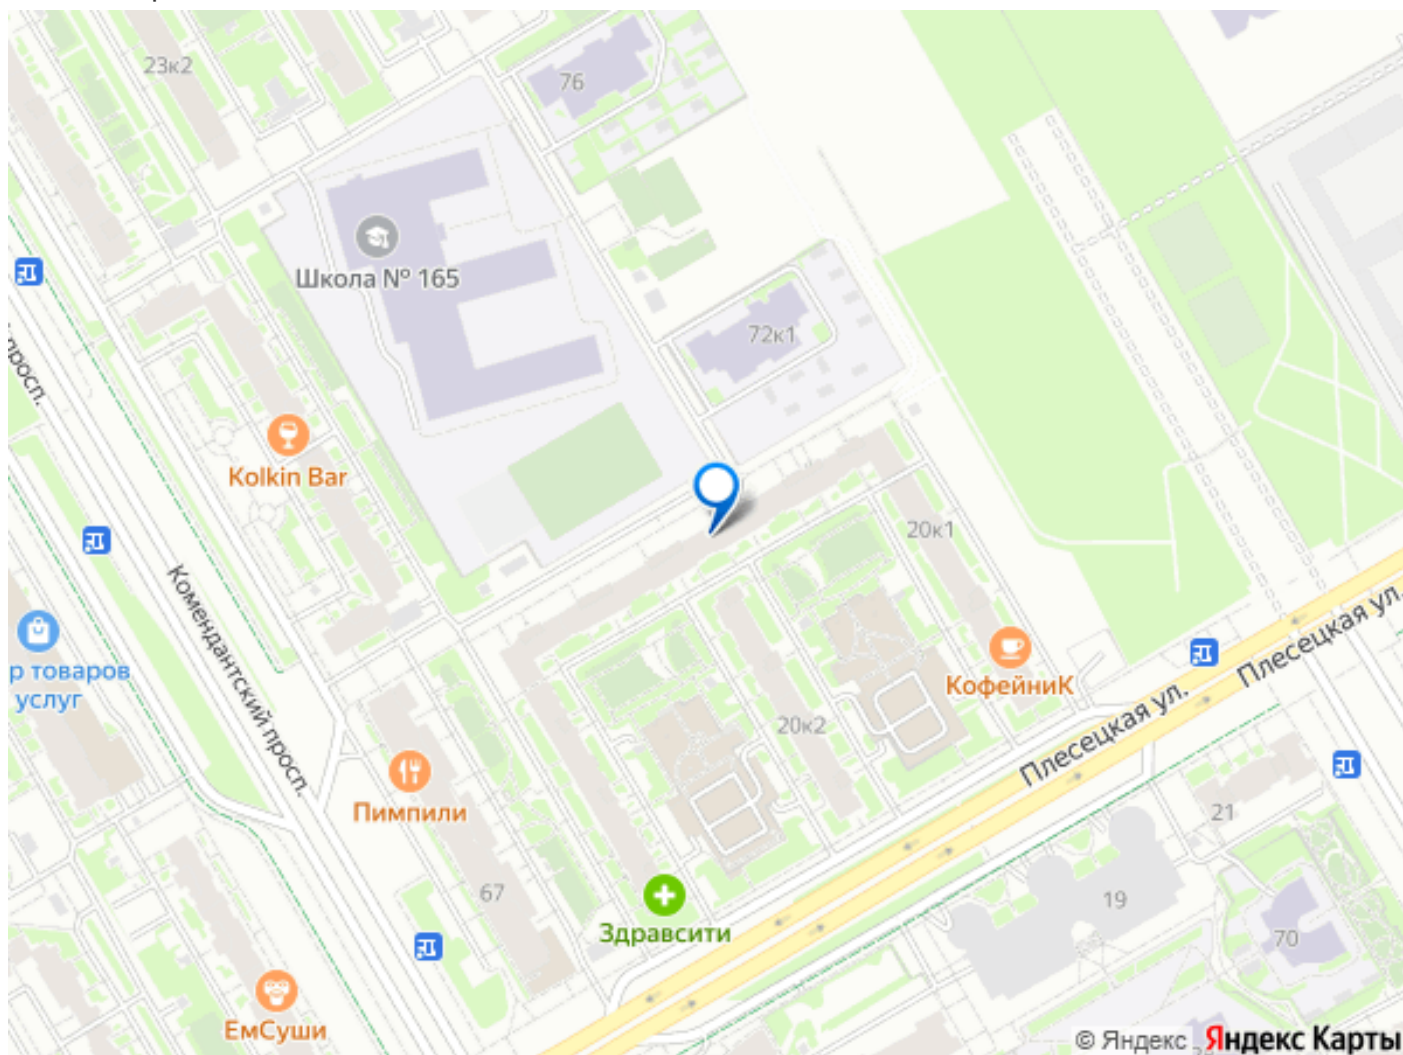 23к2
76
Школа № 165
72к1
просп.
Kolkin Bar
20к1
Комендантский просп.
р товаров
услуг
КофейниК
Плесецкая ул.
Плесецкая ул.
20к2
Пимпили
21
67
19
Здравсити
70
ЕмСуши
© Яндекс Яндекс Карты